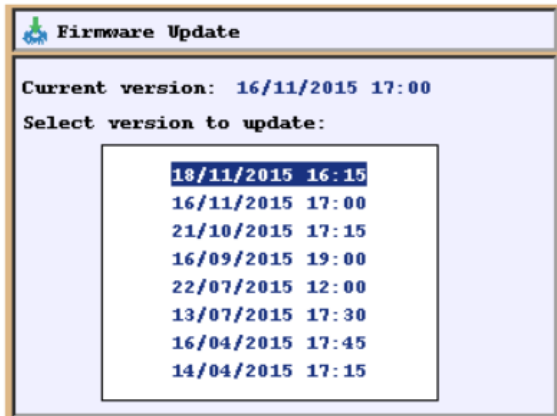 Firmware Update
Current version: 16/11/2015 17:00
Select version to update:
18/11/2015 16:15
16/11/2015 17:00
21/10/2015 17:15
16/09/2015 19:00
22/07/2015 12:00
13/07/2015 17:30
16/04/2015 17:45
14/04/2015 17:15